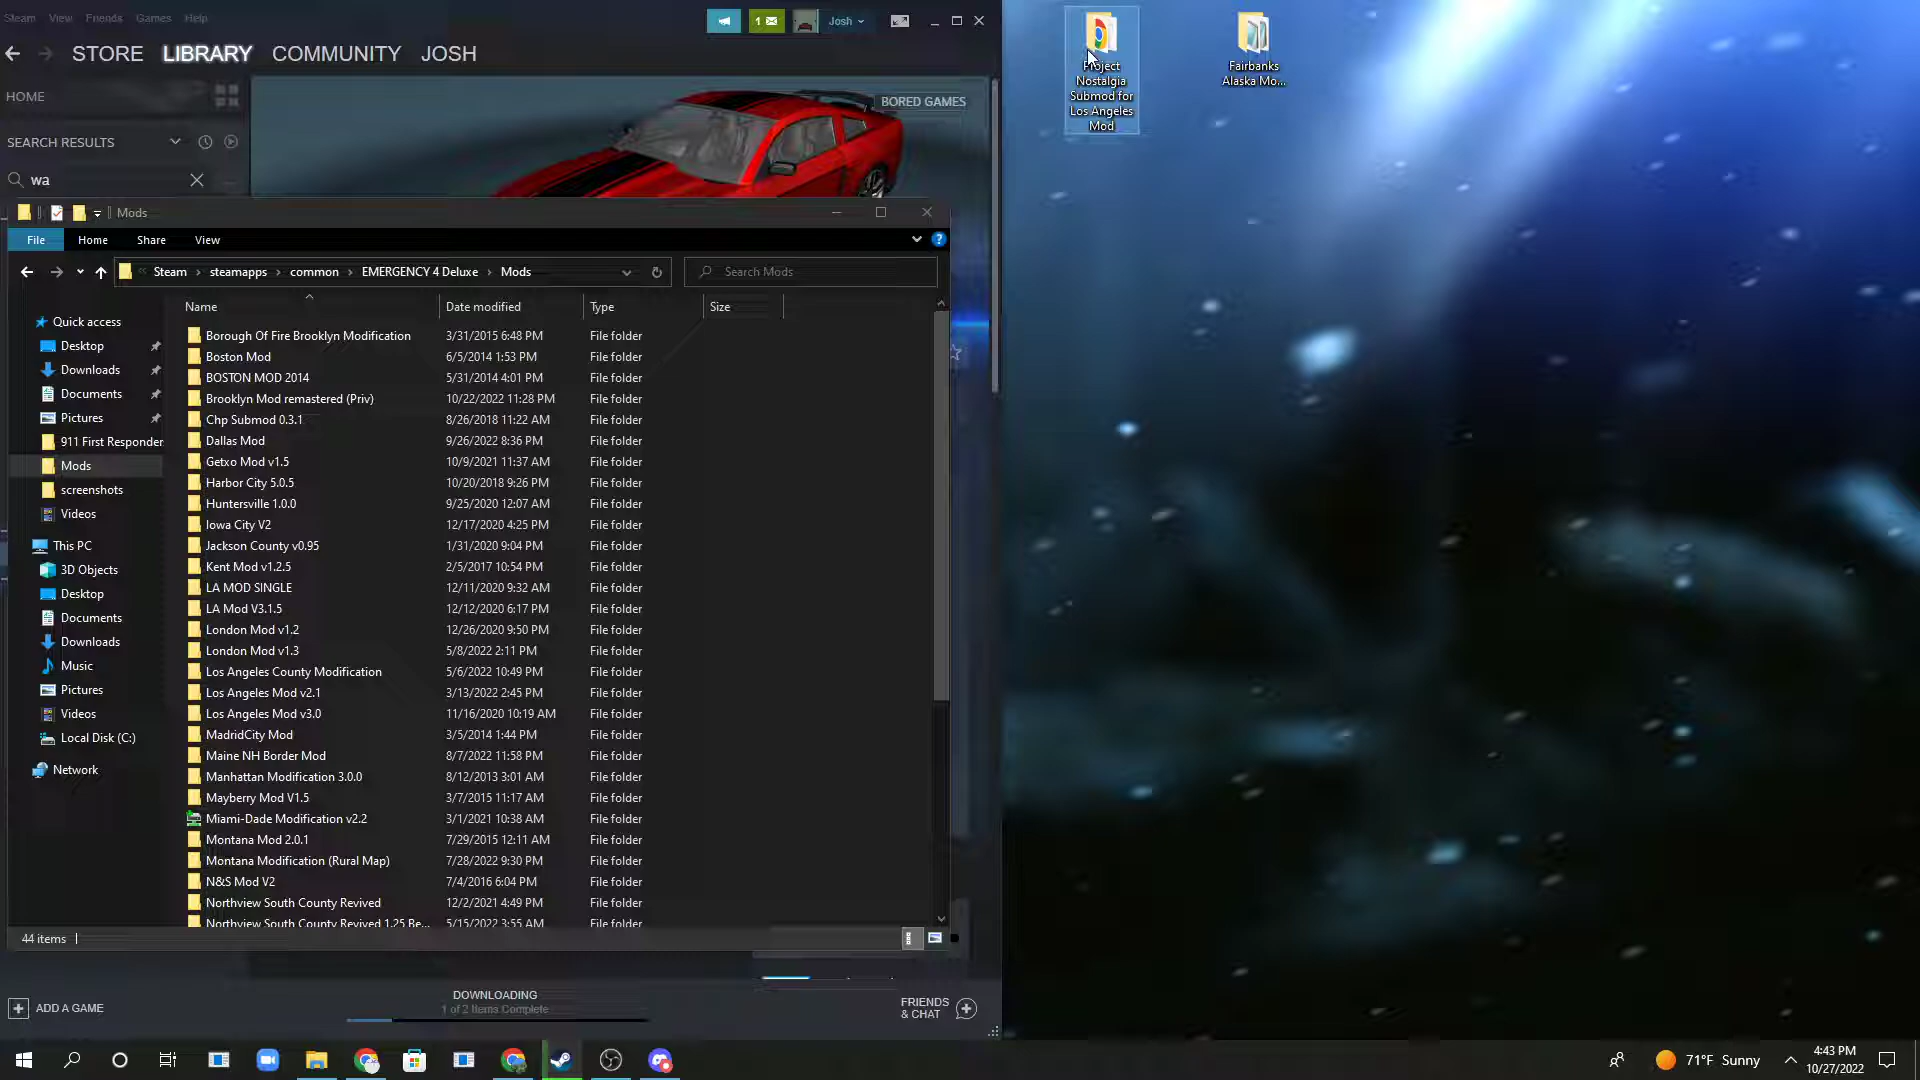 Steam View Friends Games Help
1 Josh
STORE LIBRARY COMMUNITY JOSH
HOME
BORED GAMES
SEARCH RESULTS
wa
Mods
File Home Share View
Steam steamapps common EMERGENCY 4 Deluxe Mods
Search Mods
Quick access
Desktop
Downloads
Documents
Pictures
911 First Responder
Mods
screenshots
Videos
This PC
3D Objects
Desktop
Documents
Downloads
Music
Pictures
Videos
Local Disk (C:)
Network
Name Date modified Type Size
Borough Of Fire Brooklyn Modification 3/31/2015 6:48 PM File folder
Boston Mod 6/5/2014 1:53 PM File folder
BOSTON MOD 2014 5/31/2014 4:01 PM File folder
Brooklyn Mod remastered (Priv) 10/22/2022 11:28 PM File folder
Chp Submod 0.3.1 8/26/2018 11:22 AM File folder
Dallas Mod 9/26/2022 8:36 PM File folder
Getxo Mod v1.5 10/9/2021 11:37 AM File folder
Harbor City 5.0.5 10/20/2018 9:26 PM File folder
Huntersville 1.0.0 9/25/2020 12:07 AM File folder
Iowa City V2 12/17/2020 4:25 PM File folder
Jackson County v0.95 1/31/2020 9:04 PM File folder
Kent Mod v1.2.5 2/5/2017 10:54 PM File folder
LA MOD SINGLE 12/11/2020 9:32 AM File folder
LA Mod V3.1.5 12/12/2020 6:17 PM File folder
London Mod v1.2 12/26/2020 9:50 PM File folder
London Mod v1.3 5/8/2022 2:11 PM File folder
Los Angeles County Modification 5/6/2022 10:49 PM File folder
Los Angeles Mod v2.1 3/13/2022 2:45 PM File folder
Los Angeles Mod v3.0 11/16/2020 10:19 AM File folder
MadridCity Mod 3/5/2014 1:44 PM File folder
Maine NH Border Mod 8/7/2022 11:58 PM File folder
Manhattan Modification 3.0.0 8/12/2013 3:01 AM File folder
Mayberry Mod V1.5 3/7/2015 11:17 AM File folder
Miami-Dade Modification v2.2 3/1/2021 10:38 AM File folder
Montana Mod 2.0.1 7/29/2015 12:11 AM File folder
Montana Modification (Rural Map) 7/28/2022 9:30 PM File folder
N&S Mod V2 7/4/2016 6:04 PM File folder
Northview South County Revived 12/2/2021 4:49 PM File folder
Northview South County Revived 1.25 Be... 5/15/2022 3:55 AM File folder
44 items
ADD A GAME
DOWNLOADING
1 of 2 Items Complete
FRIENDS
& CHAT
Project
Nostalgia
Submod for
Los Angeles
Mod
Fairbanks
Alaska Mo...
71°F Sunny
4:43 PM
10/27/2022